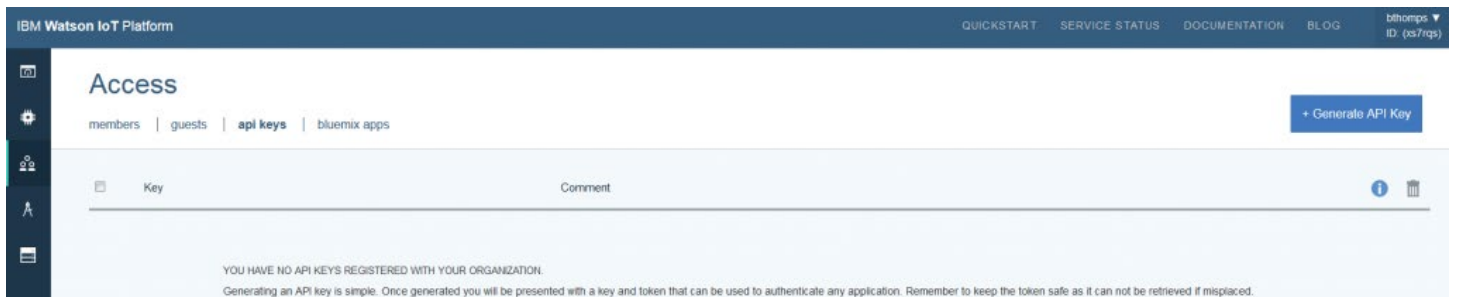 IBM Watson IoT Platform
QUICKSTART SERVICE STATUS DOCUMENTATION BLOG
bthomps ▼
ID: (xs7rqs)
Access
members | guests | api keys | bluemix apps
+ Generate API Key
Key Comment
YOU HAVE NO API KEYS REGISTERED WITH YOUR ORGANIZATION.
Generating an API key is simple. Once generated you will be presented with a key and token that can be used to authenticate any application. Remember to keep the token safe as it can not be retrieved if misplaced.